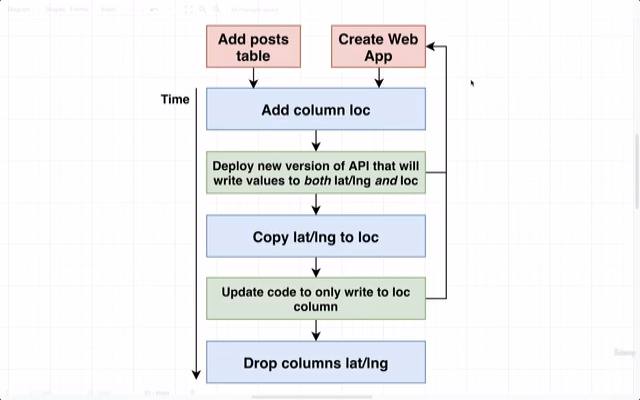 Add posts
table
Create Web
App
Time
Add column loc
Deploy new version of API that will
write values to both lat/lng and loc
Copy lat/lng to loc
Update code to only write to loc
column
Drop columns lat/lng